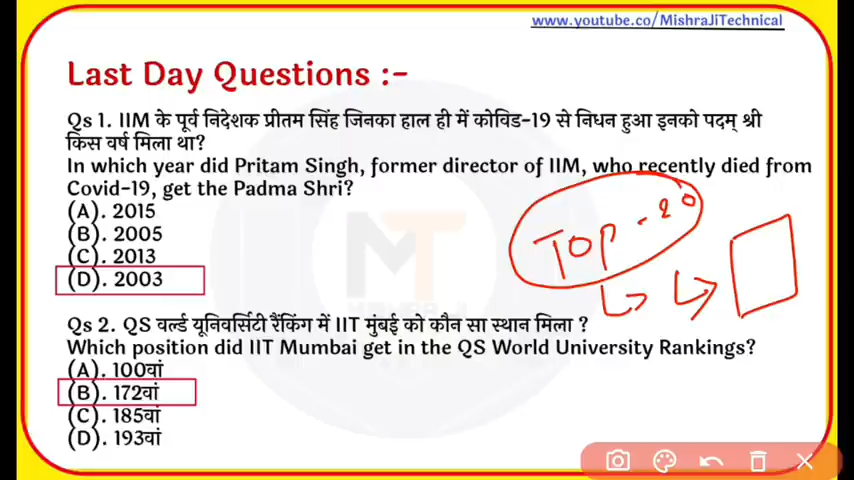 www.youtube.co/MishraJiTechnical
Last Day Questions :-
Qs 1. IIM के पूर्व निदेशक प्रीतम सिंह जिनका हाल ही में कोविड-19 से निधन हुआ इनको पदम् श्री
किस वर्ष मिला था?
In which year did Pritam Singh, former director of IIM, who recently died from
Covid-19, get the Padma Shri?
(A). 2015
(B). 2005
(C). 2013
(D). 2003
TOP - 20
Qs 2. QS वर्ल्ड यूनिवर्सिटी रैंकिंग में IIT मुंबई को कौन सा स्थान मिला ?
Which position did IIT Mumbai get in the QS World University Rankings?
(A). 100वां
(B). 172वां
(C). 185वां
(D). 193वां